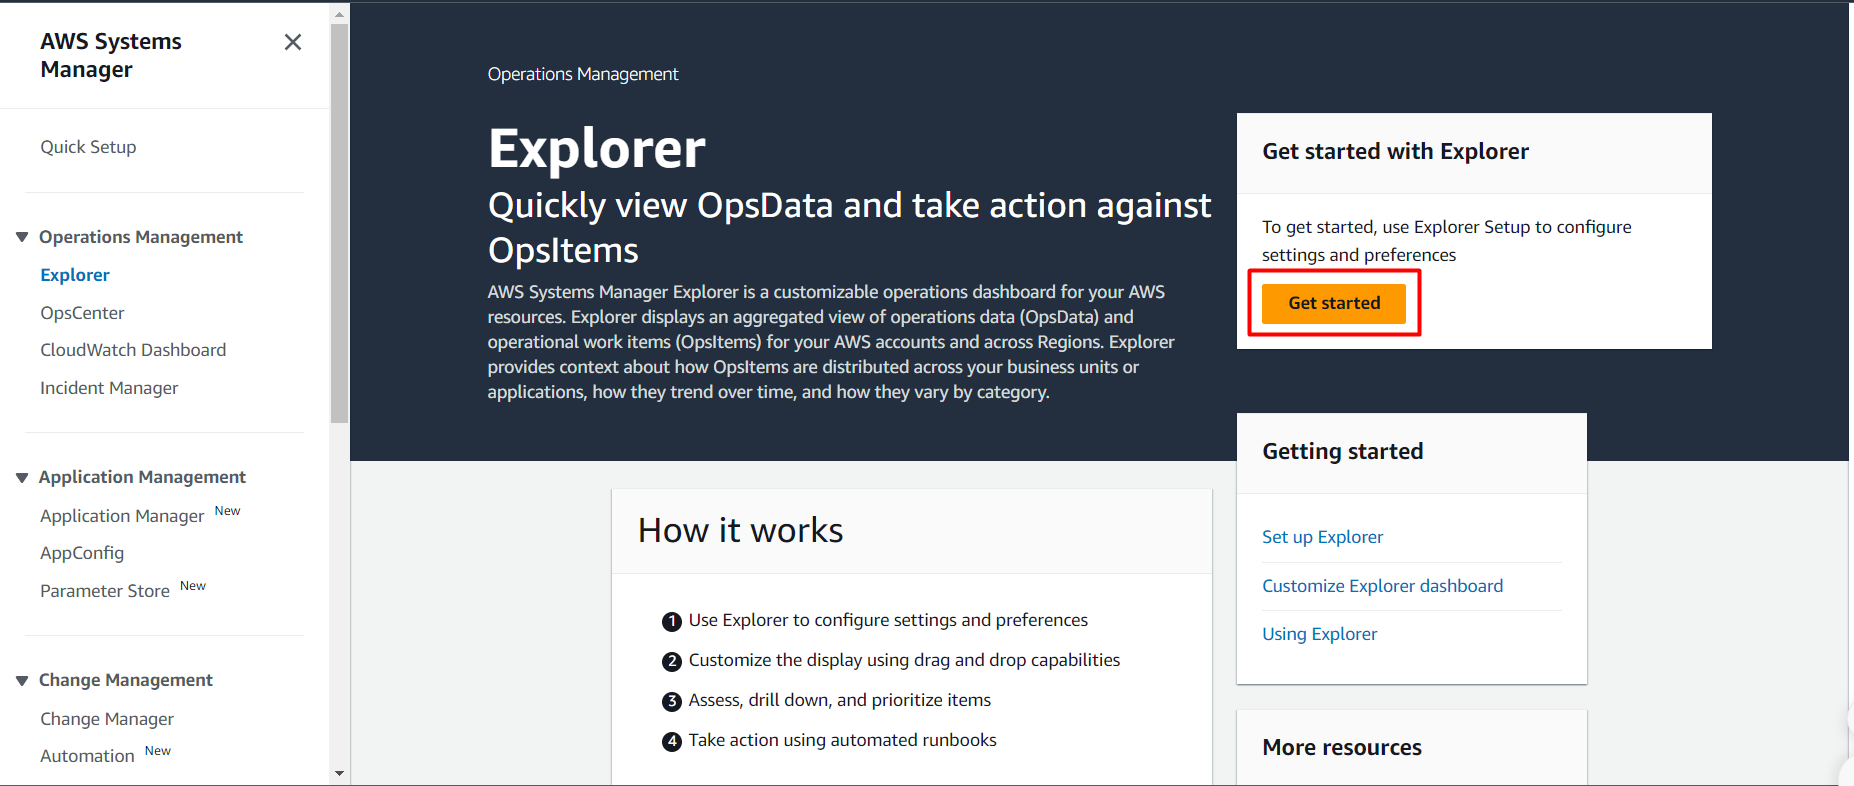 AWS Systems
Manager
Quick Setup
Operations Management
Explorer
OpsCenter
CloudWatch Dashboard
Incident Manager
Application Management
Application Manager New
AppConfig
Parameter Store New
Change Management
Change Manager
Automation New
Operations Management
Explorer
Quickly view OpsData and take action against
OpsItems
AWS Systems Manager Explorer is a customizable operations dashboard for your AWS
resources. Explorer displays an aggregated view of operations data (OpsData) and
operational work items (OpsItems) for your AWS accounts and across Regions. Explorer
provides context about how OpsItems are distributed across your business units or
applications, how they trend over time, and how they vary by category.
Get started with Explorer
To get started, use Explorer Setup to configure
settings and preferences
Get started
How it works
1 Use Explorer to configure settings and preferences
2 Customize the display using drag and drop capabilities
3 Assess, drill down, and prioritize items
4 Take action using automated runbooks
Getting started
Set up Explorer
Customize Explorer dashboard
Using Explorer
More resources